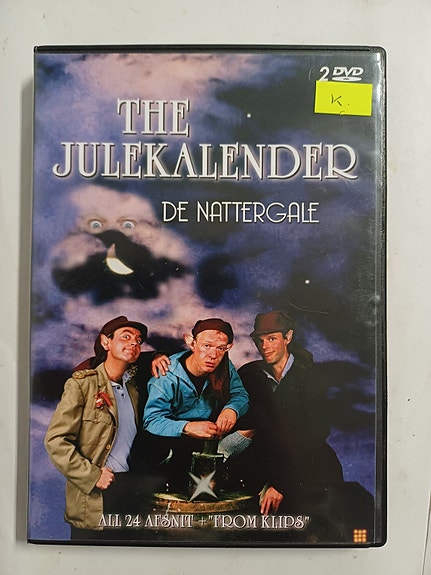 2 DVD
K.
THE
JULEKALENDER
DE NATTERGALE
ALL 24 AFSNIT + "FROM KLIPS"